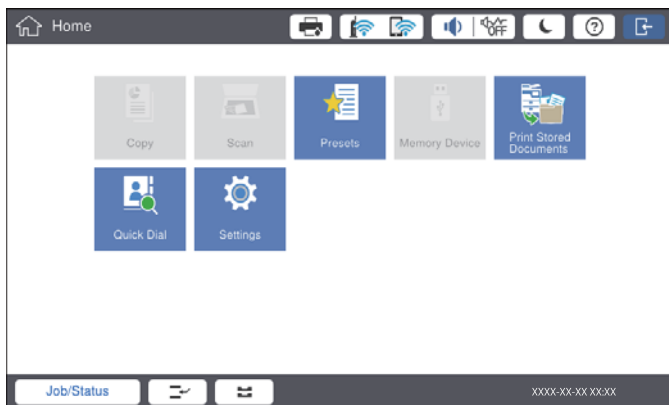 Home
OFF
Copy
Scan
Presets
Memory Device
Print Stored
Documents
Quick Dial
Settings
Job/Status
XXXX-XX-XX XX:XX